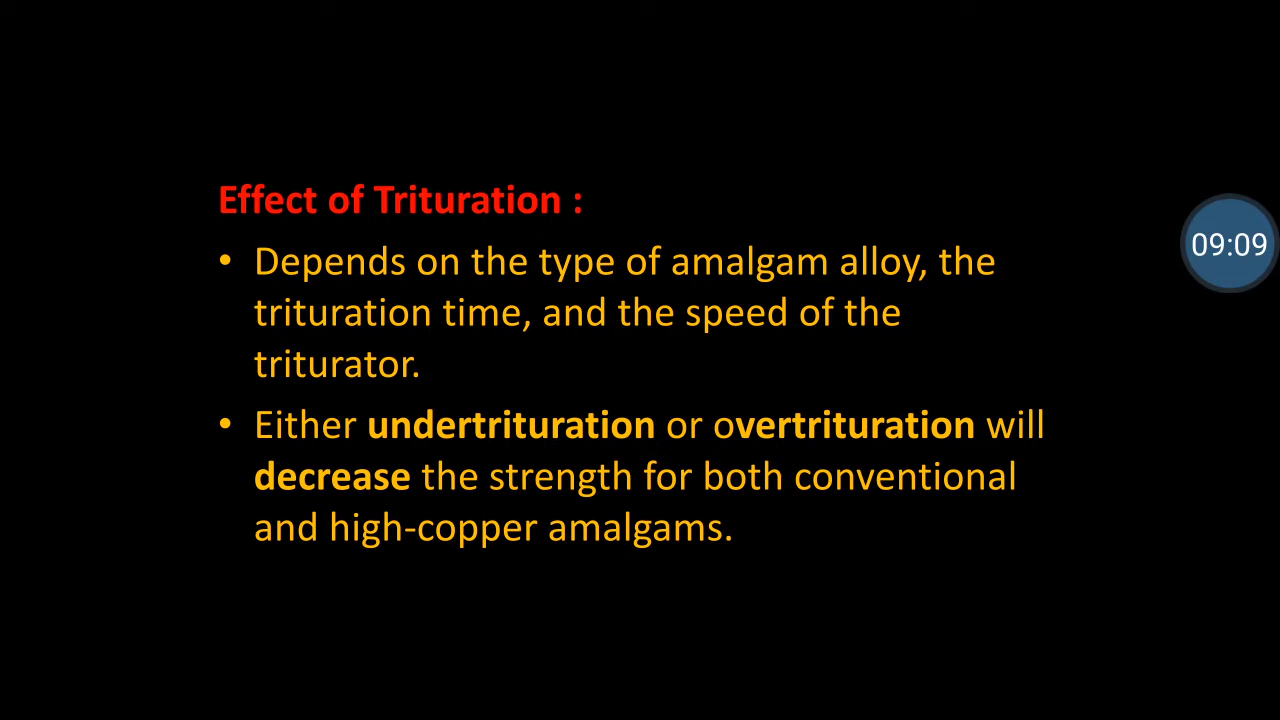 Effect of Trituration :
• Depends on the type of amalgam alloy, the
trituration time, and the speed of the
triturator.
• Either undertrituration or overtrituration will
decrease the strength for both conventional
and high-copper amalgams.
09:09